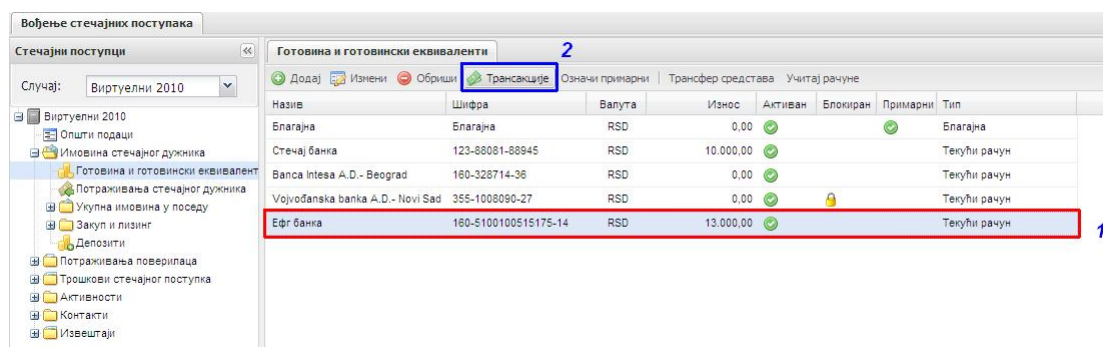 Вођење стечајних поступака
Стечајни поступци
Случај: Виртуелни 2010
Виртуелни 2010
Општи подаци
Имовина стечајног дужника
Готовина и готовински еквивалент
Потраживања стечајног дужника
Укупна имовина у поседу
Закуп и лизинг
Депозити
Потраживања поверилаца
Трошкови стечајног поступка
Активности
Контакти
Извештаји
Готовина и готовински еквиваленти 2
Додај Измени Обриши Трансакције Означи примарни Трансфер средстава Учитај рачуне
Назив Шифра Валута Износ Активан Блокиран Примарни Тип
Благајна Благајна RSD 0,00 Благајна
Стечај банка 123-88081-88945 RSD 10.000,00 Текући рачун
Banca Intesa A.D.- Beograd 160-328714-36 RSD 0,00 Текући рачун
Vojvođanska banka A.D.- Novi Sad 355-1008090-27 RSD 0,00 Текући рачун
Ефг банка 160-5100100515175-14 RSD 13.000,00 Текући рачун 1